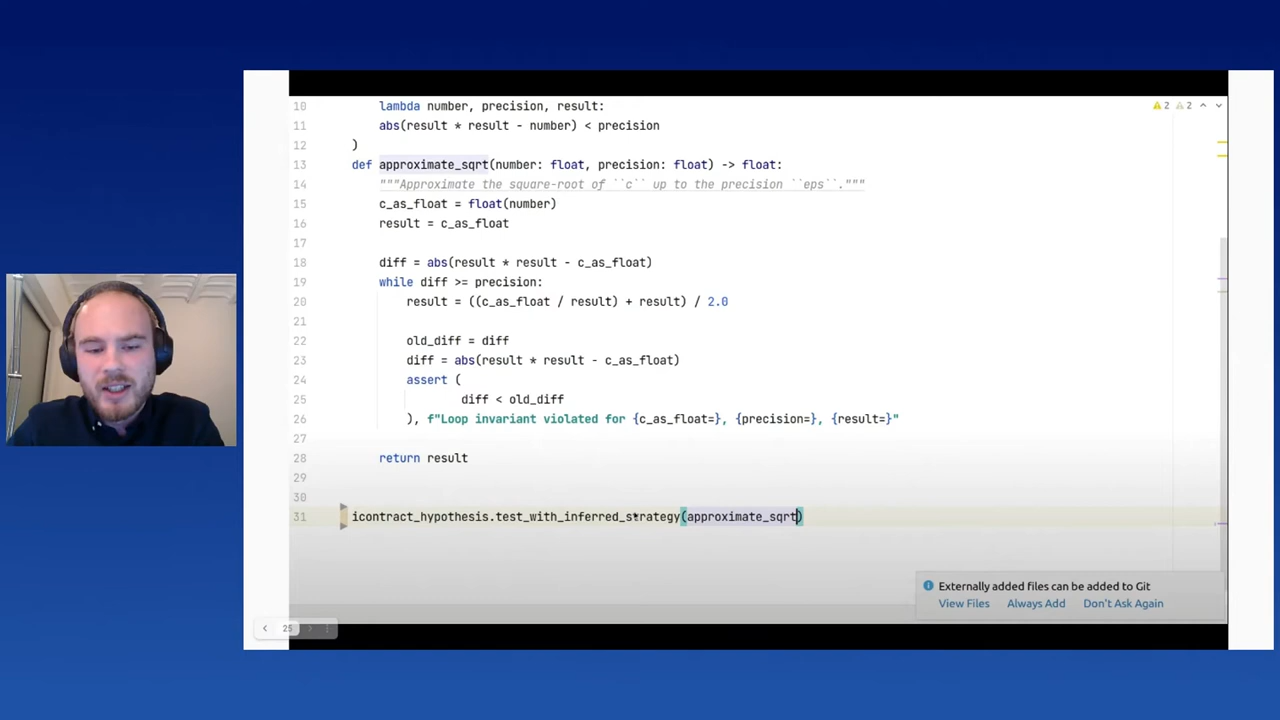 10 lambda number, precision, result:
11 abs(result * result - number) < precision
12 )
13 def approximate_sqrt(number: float, precision: float) -> float:
14 """Approximate the square-root of ``c`` up to the precision ``eps``."""
15 c_as_float = float(number)
16 result = c_as_float
17
18 diff = abs(result * result - c_as_float)
19 while diff >= precision:
20 result = ((c_as_float / result) + result) / 2.0
21
22 old_diff = diff
23 diff = abs(result * result - c_as_float)
24 assert (
25 diff < old_diff
26 ), f"Loop invariant violated for {c_as_float=}, {precision=}, {result=}"
27
28 return result
29
30
31 icontract_hypothesis.test_with_inferred_strategy(approximate_sqrt)
2 2
Externally added files can be added to Git
View Files Always Add Don't Ask Again
25